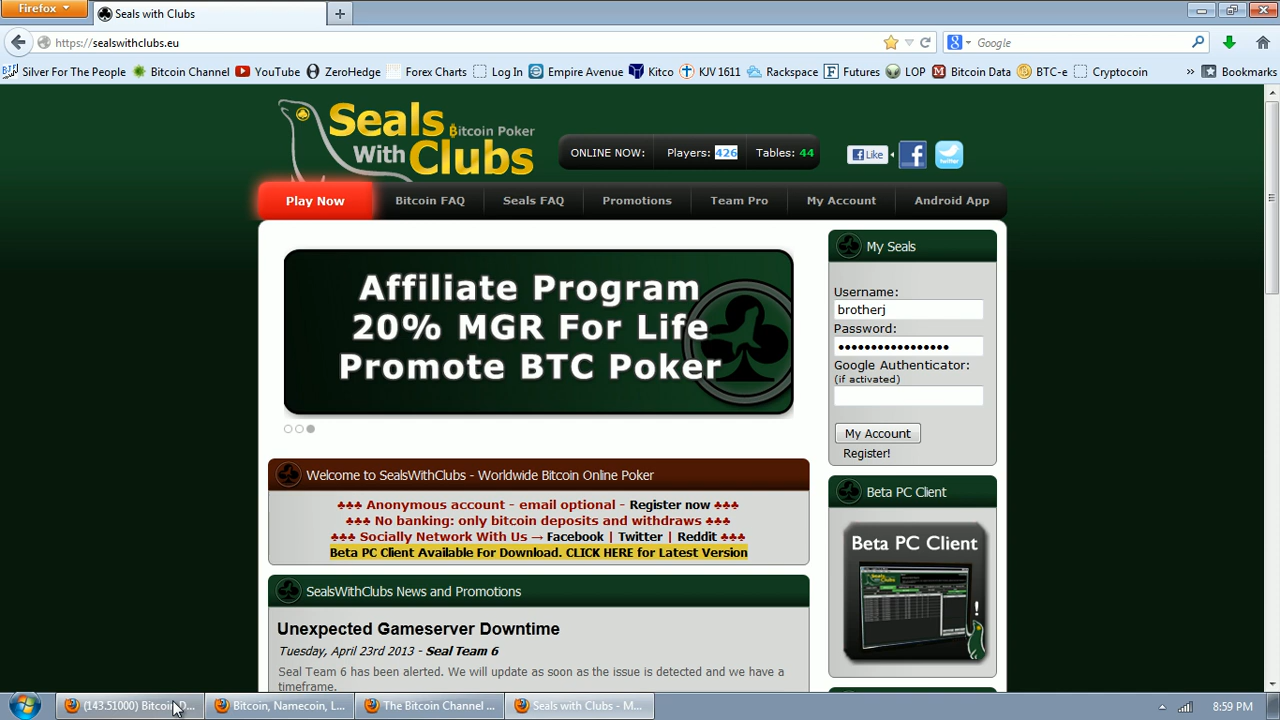 Firefox
Seals with Clubs
https://sealswithclubs.eu
Google
Silver For The People
Bitcoin Channel
YouTube
ZeroHedge
Forex Charts
Log In
Empire Avenue
Kitco
KJV 1611
Rackspace
Futures
LOP
Bitcoin Data
BTC-e
Cryptocoin
»
Bookmarks
Seals
With
Clubs
Bitcoin Poker
ONLINE NOW:
Players: 426
Tables: 44
Like
Play Now
Bitcoin FAQ
Seals FAQ
Promotions
Team Pro
My Account
Android App
Affiliate Program
20% MGR For Life
Promote BTC Poker
My Seals
Username:
brotherj
Password:
•••••••••••••••••
Google Authenticator:
(if activated)
My Account
Register!
Welcome to SealsWithClubs - Worldwide Bitcoin Online Poker
♣♣♣ Anonymous account - email optional - Register now ♣♣♣
♣♣♣ No banking: only bitcoin deposits and withdraws ♣♣♣
♣♣♣ Socially Network With Us → Facebook | Twitter | Reddit ♣♣♣
Beta PC Client Available For Download. CLICK HERE for Latest Version
Beta PC Client
Beta PC Client
SealsWithClubs News and Promotions
Unexpected Gameserver Downtime
Tuesday, April 23rd 2013 - Seal Team 6
Seal Team 6 has been alerted. We will update as soon as the issue is detected and we have a
timeframe.
(143.51000) Bitcoin
Bitcoin, Namecoin, L...
The Bitcoin Channel ...
Seals with Clubs - M...
8:59 PM